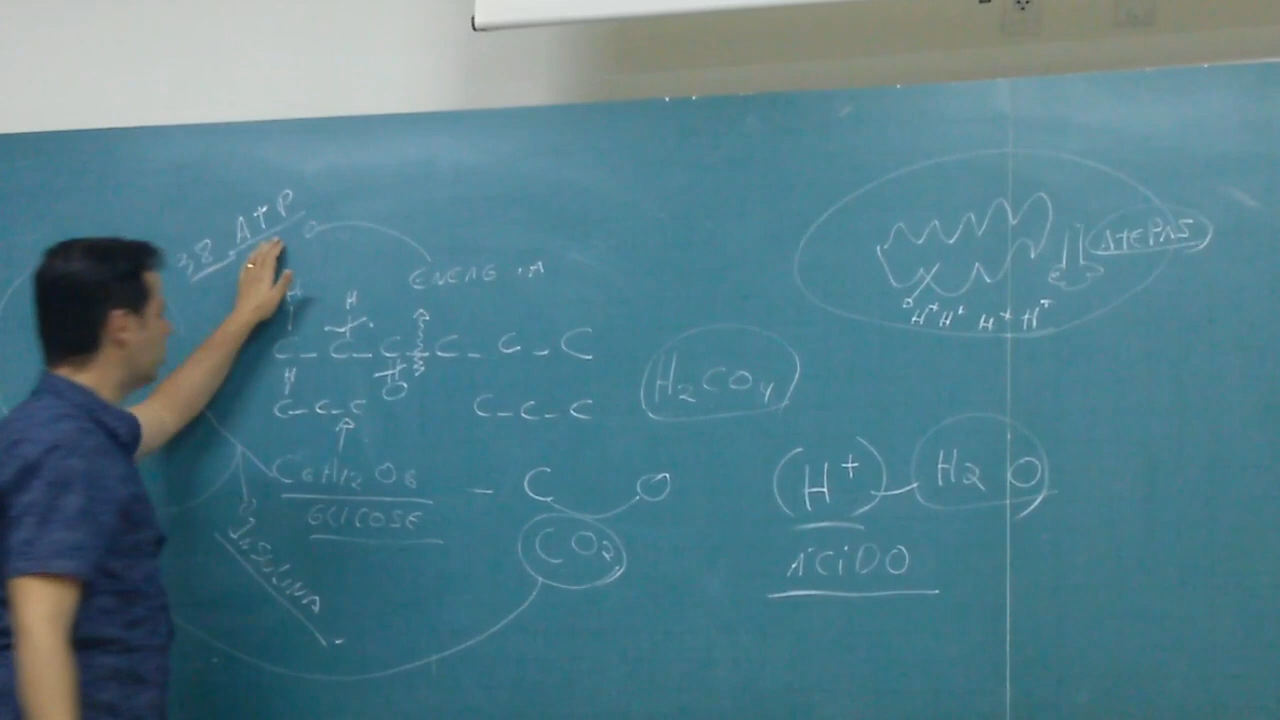 38 ATP
ENERGIA
H
H
C - C - C - C - C - C
H
H
O
C - C - C
C - C - C
C6H12O6 - C O
GLICOSE
CO2
INSULINA
H2CO4
(H+) - H2O
ÁCIDO
ATEPAS
H+ H+ H+ H+